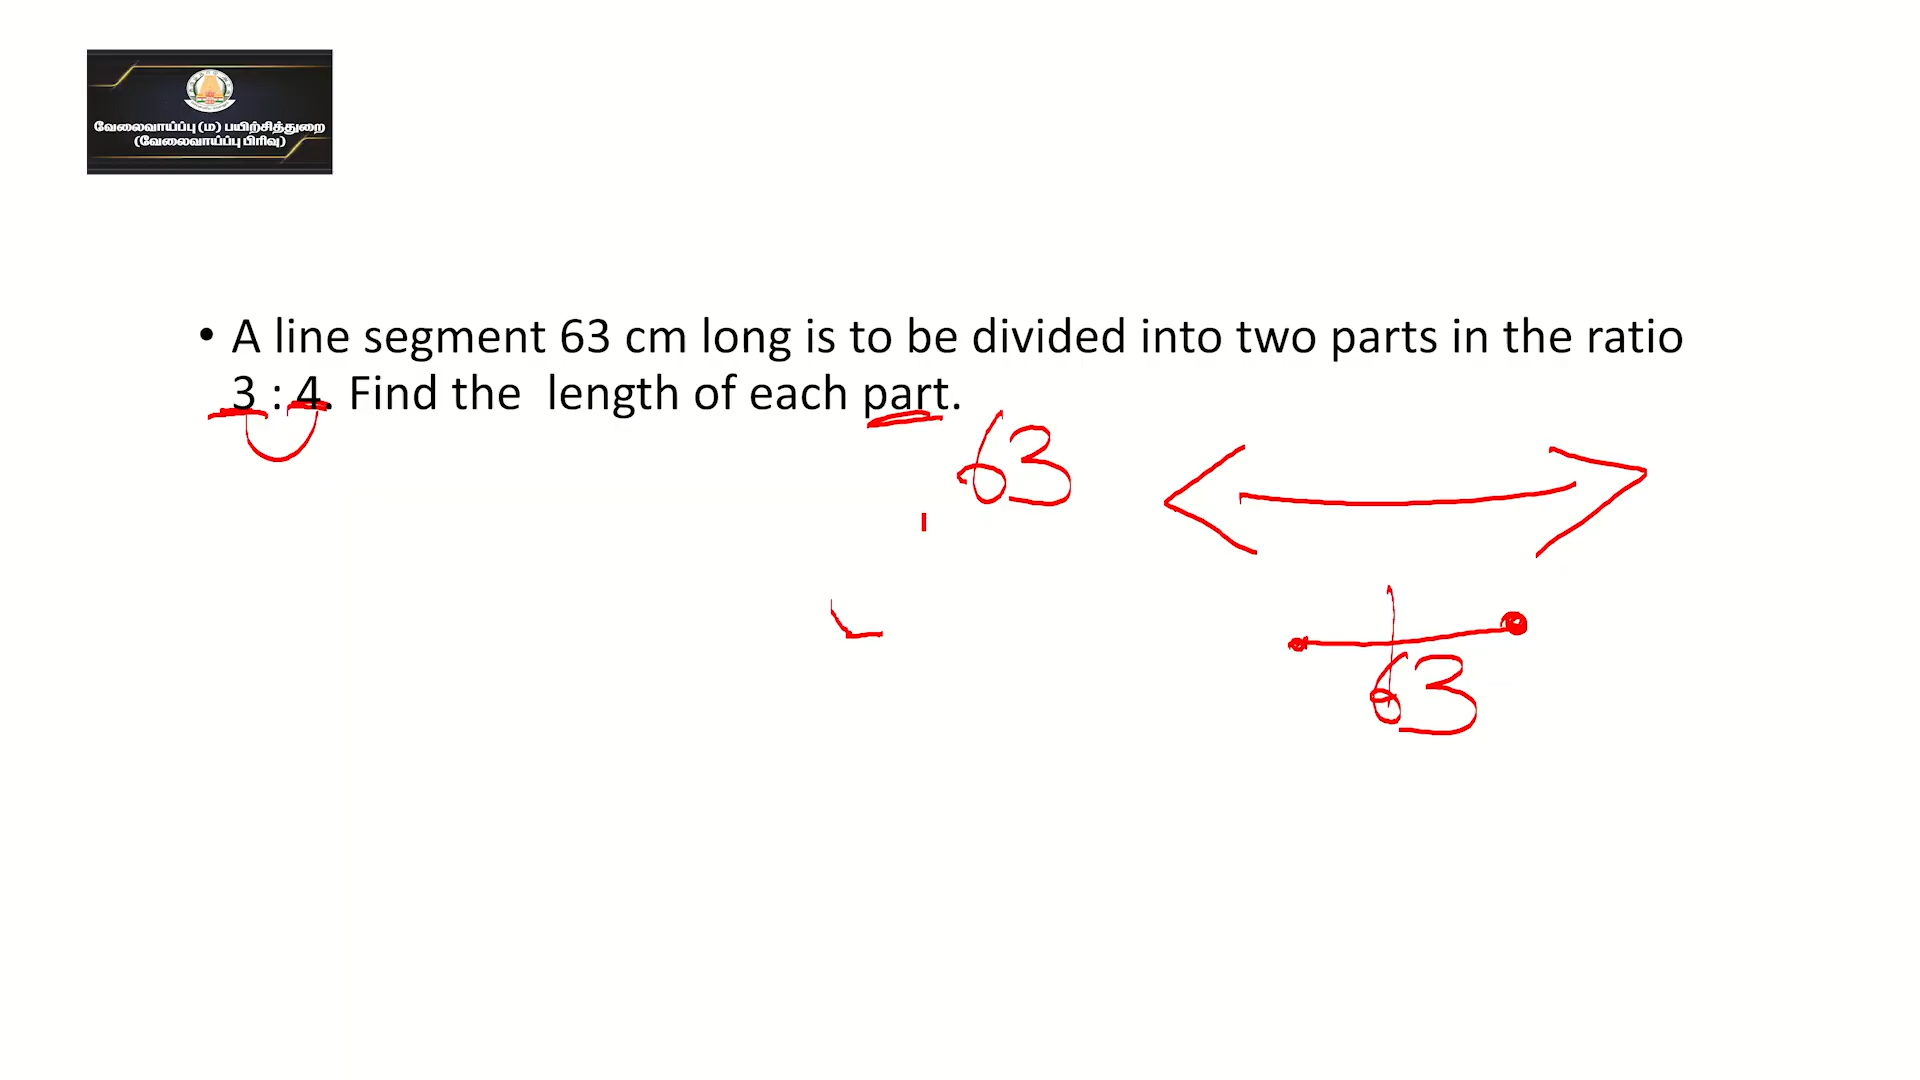 வேலைவாய்ப்பு (ம) பயிற்சித்துறை
(வேலைவாய்ப்பு பிரிவு)
• A line segment 63 cm long is to be divided into two parts in the ratio
3 : 4. Find the length of each part.
63
63